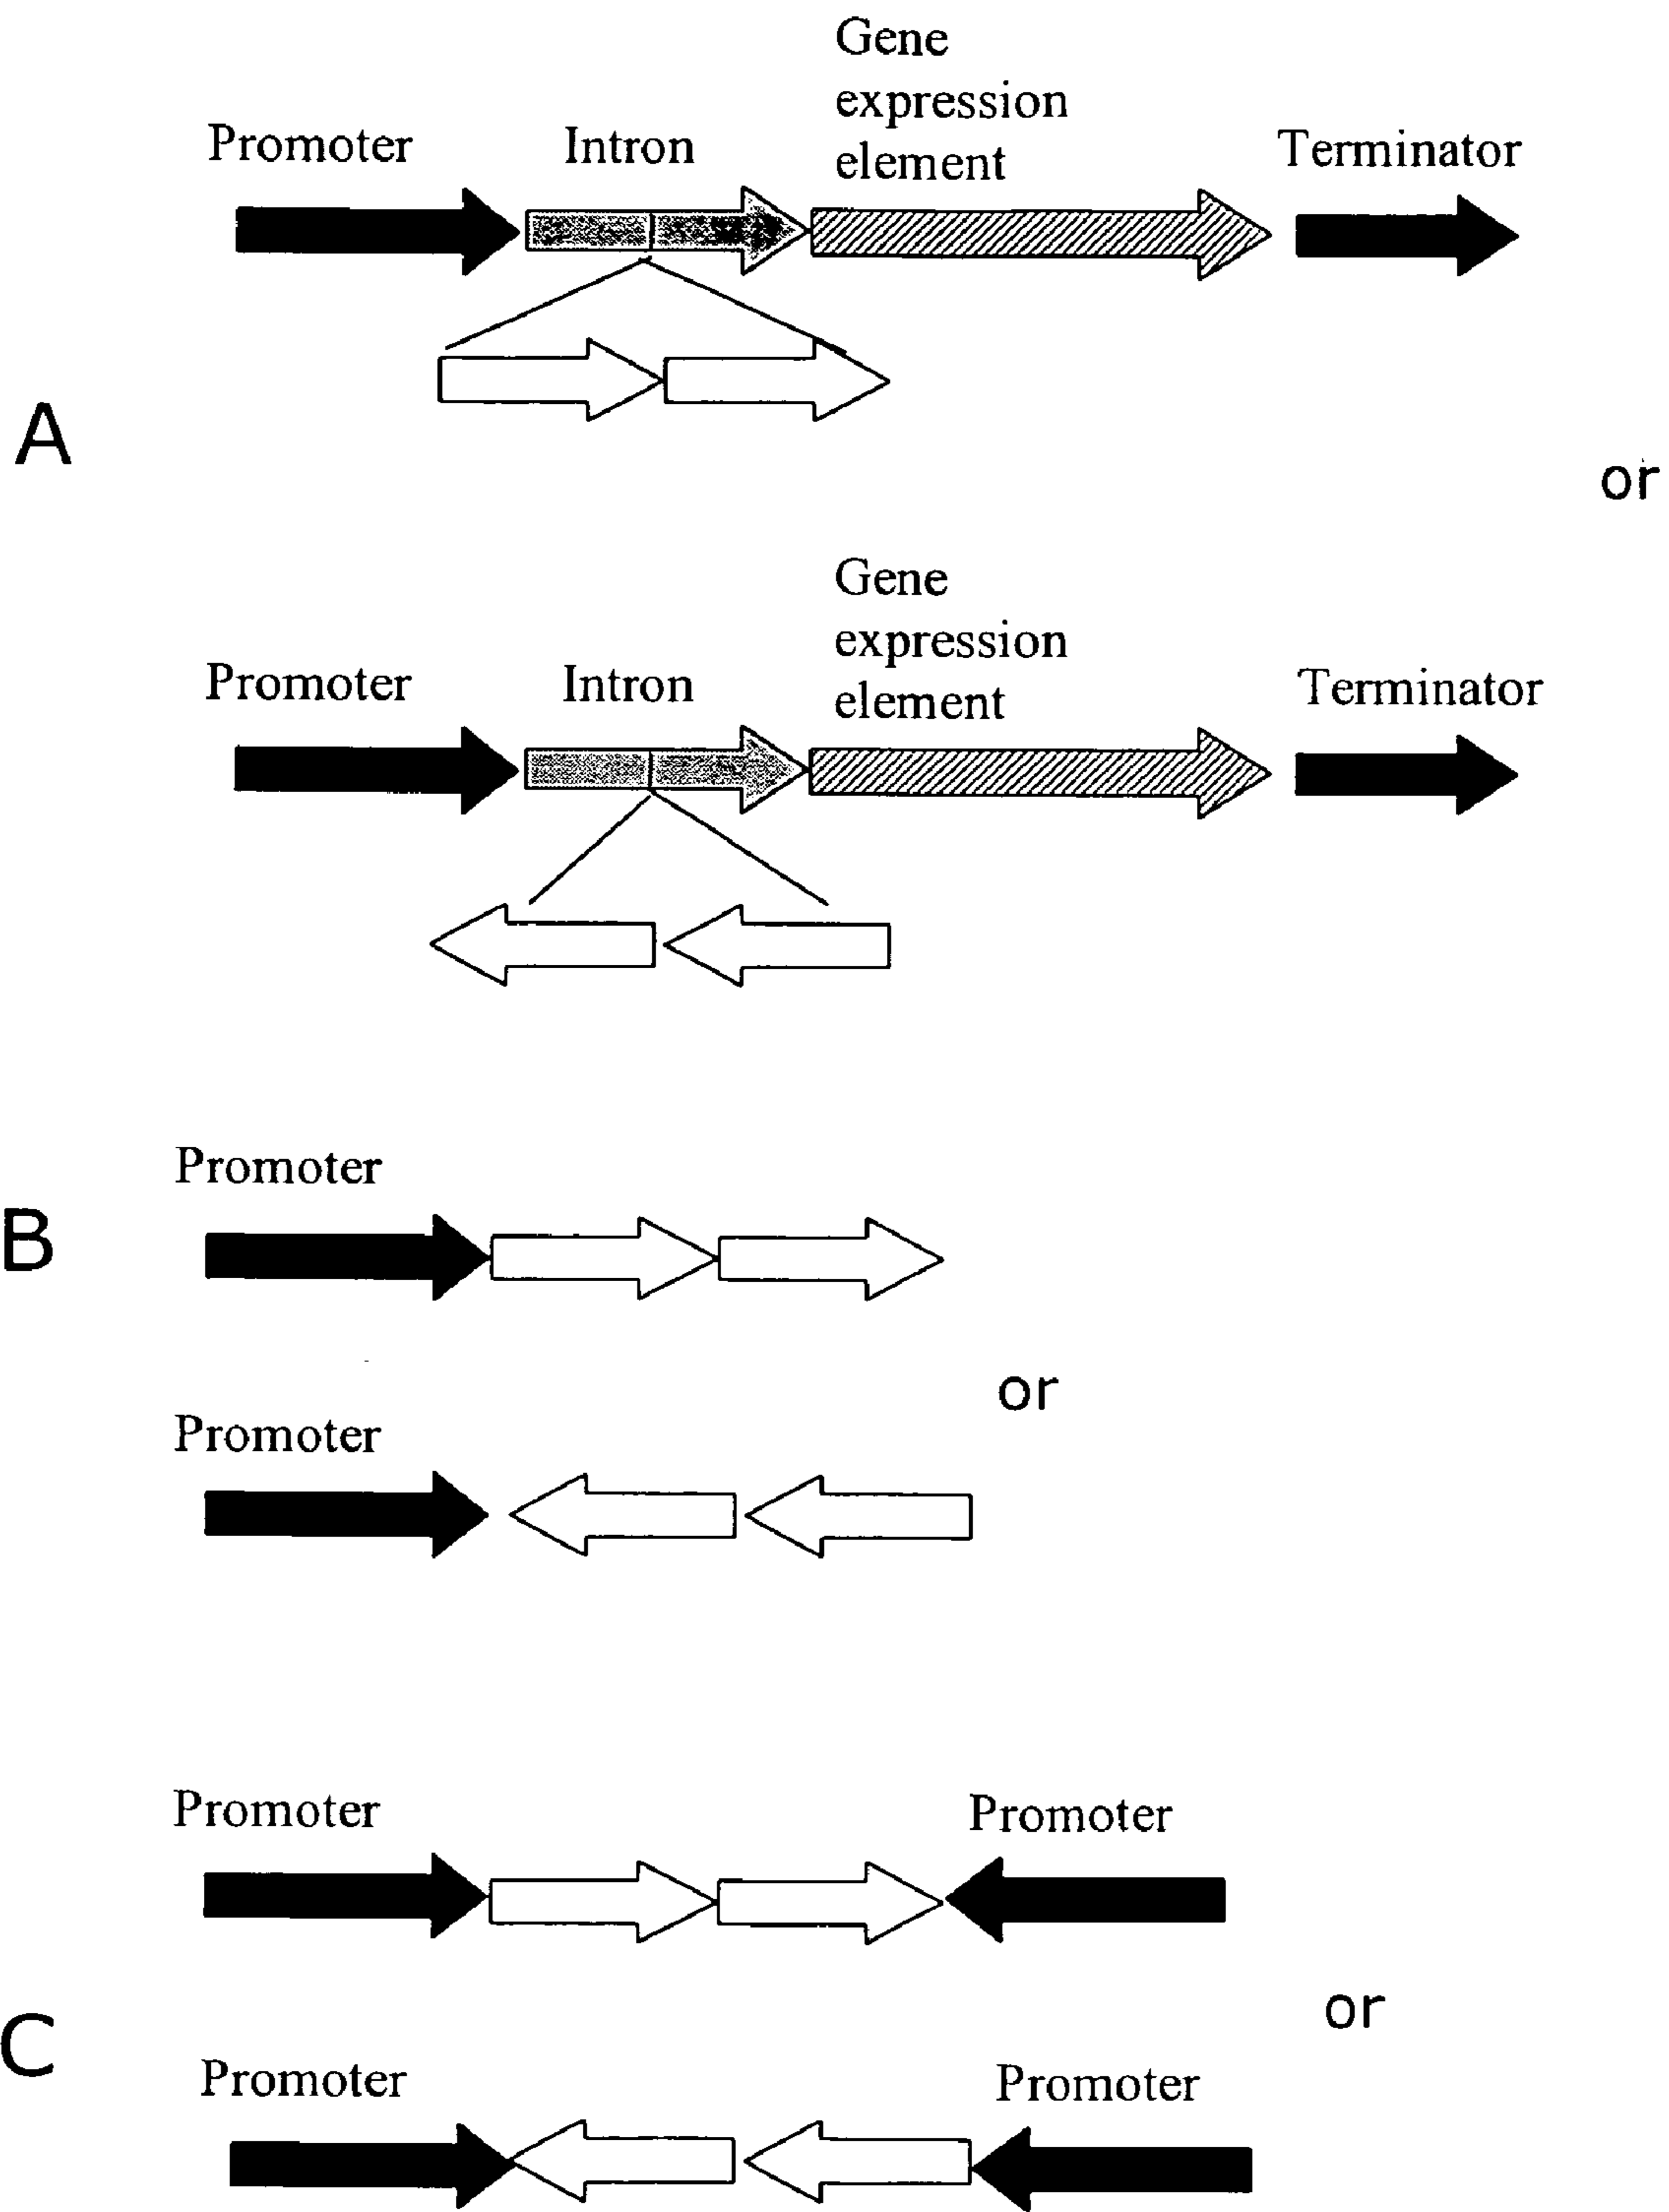 Gene
expression
element
Promoter
Intron
Terminator
A
or
Gene
expression
element
Promoter
Intron
Terminator
Promoter
B
or
Promoter
Promoter
Promoter
or
C
Promoter
Promoter